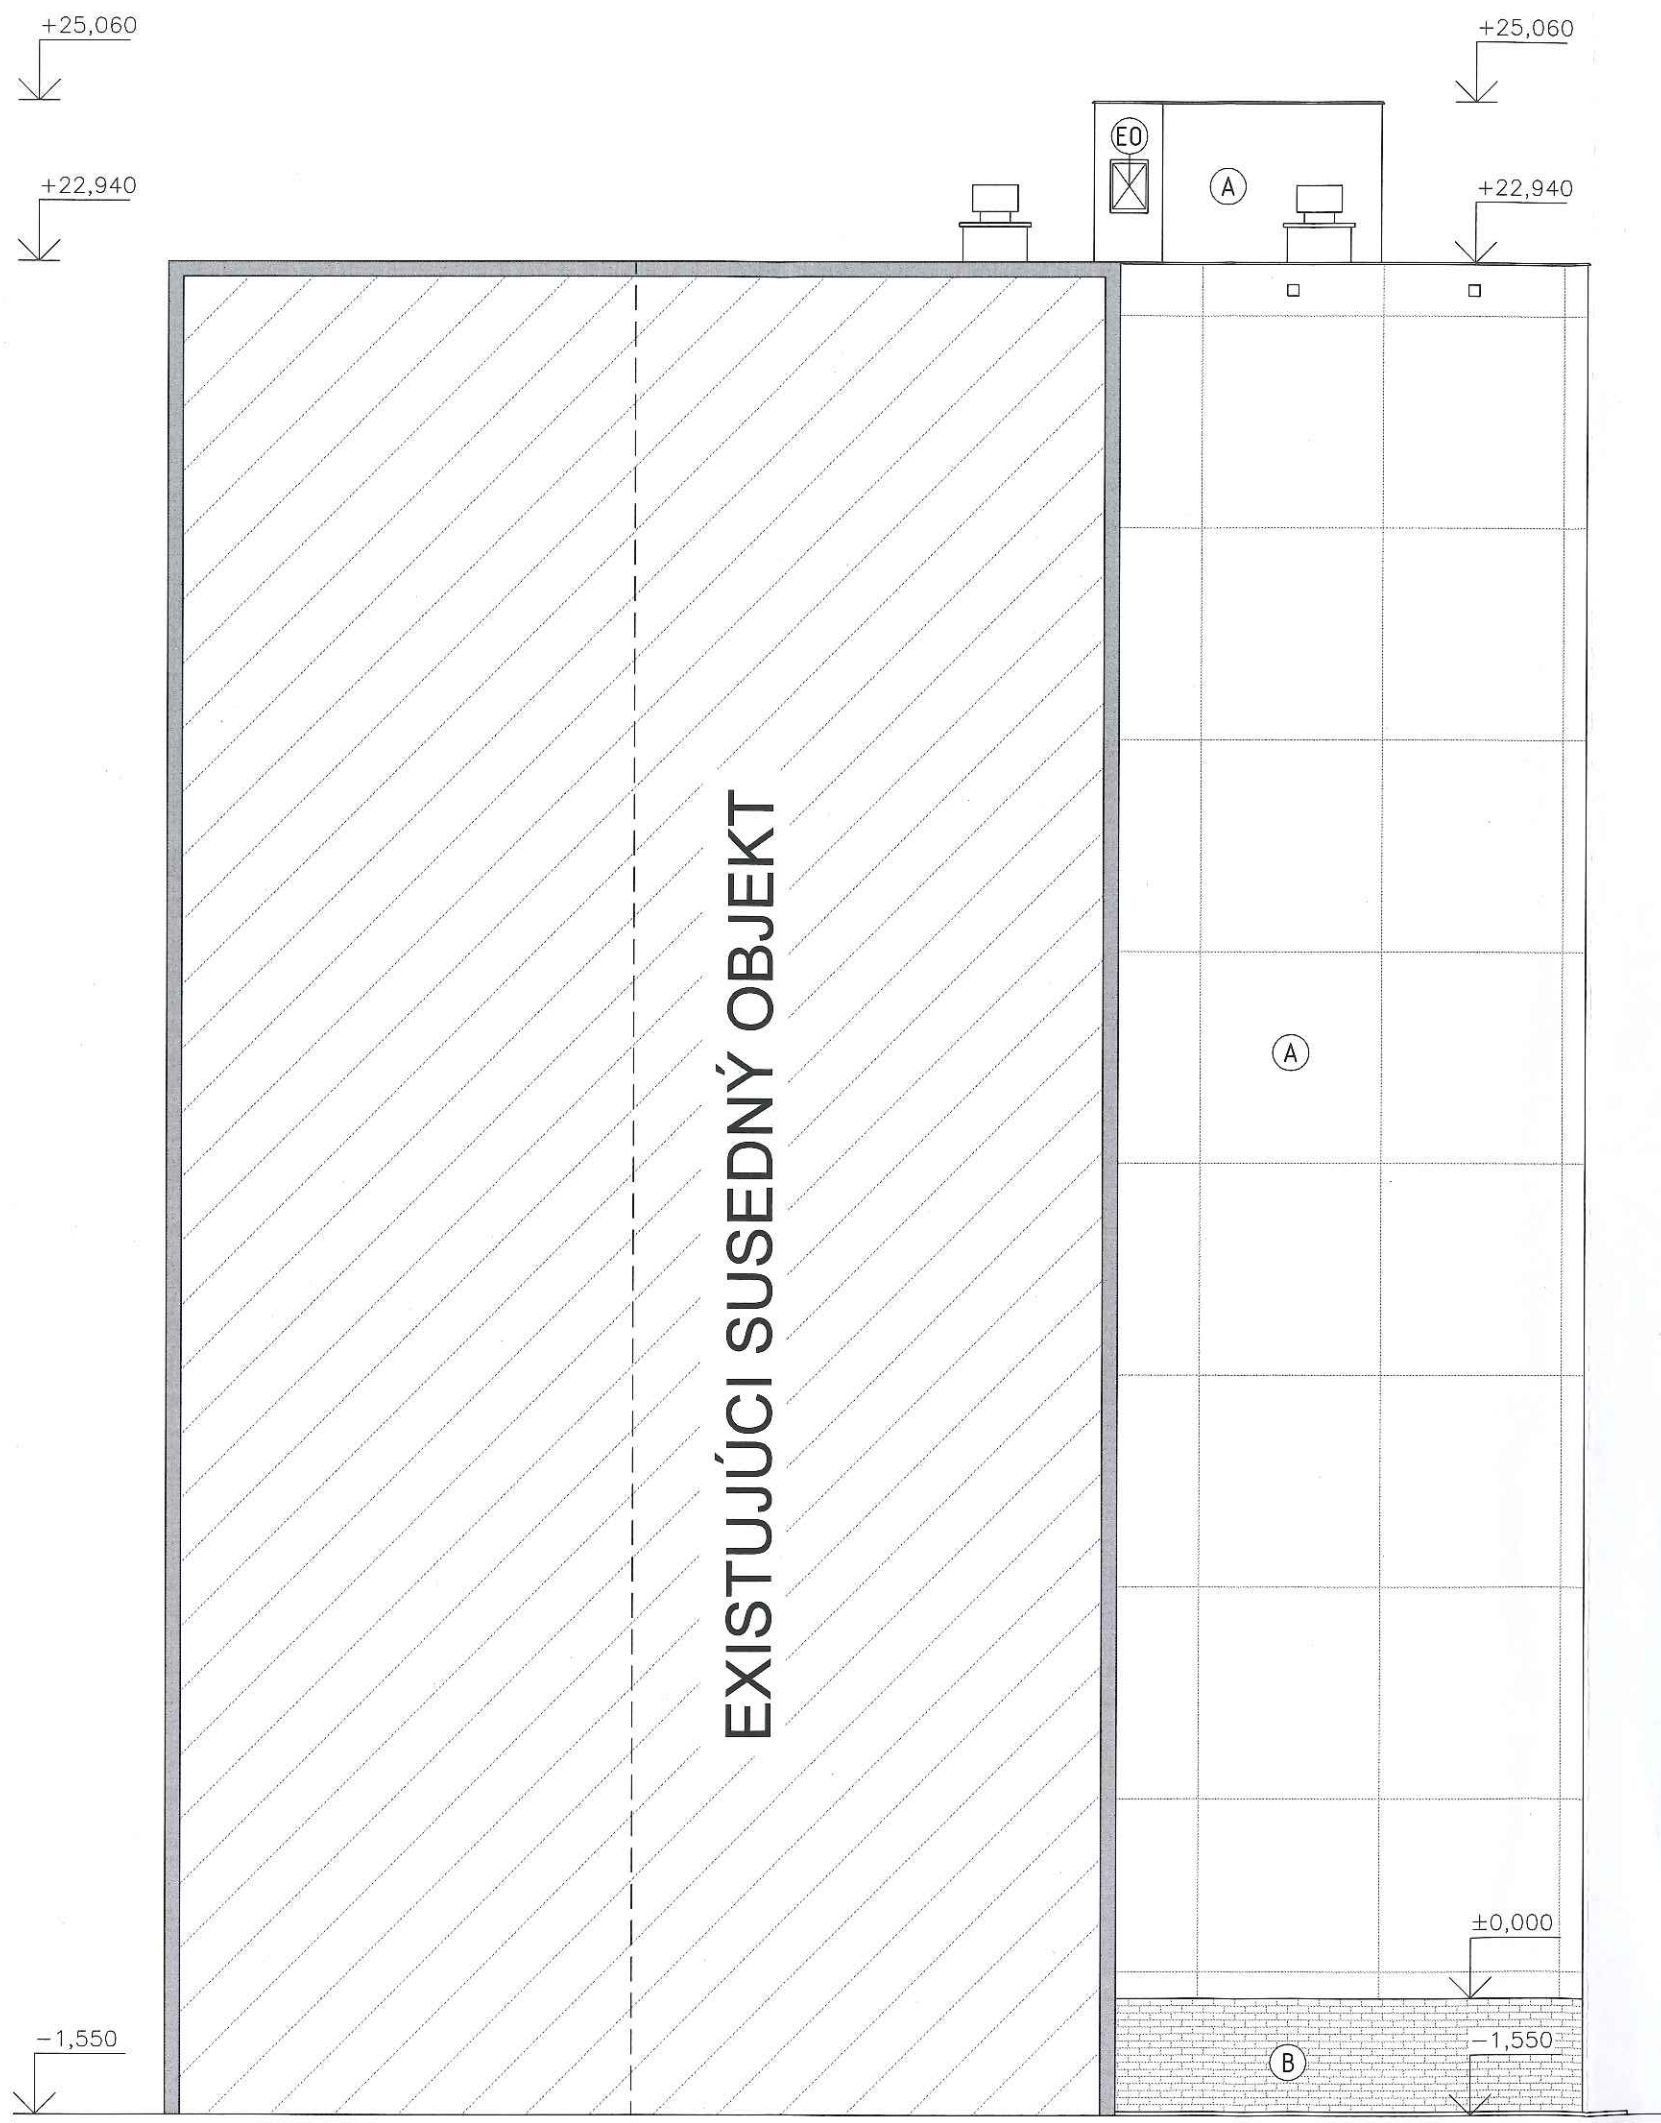 +25,060
+25,060
EO
A
+22,940
+22,940
EXISTUJÚCI SUSEDNÝ OBJEKT
A
±0,000
-1,550
-1,550
B